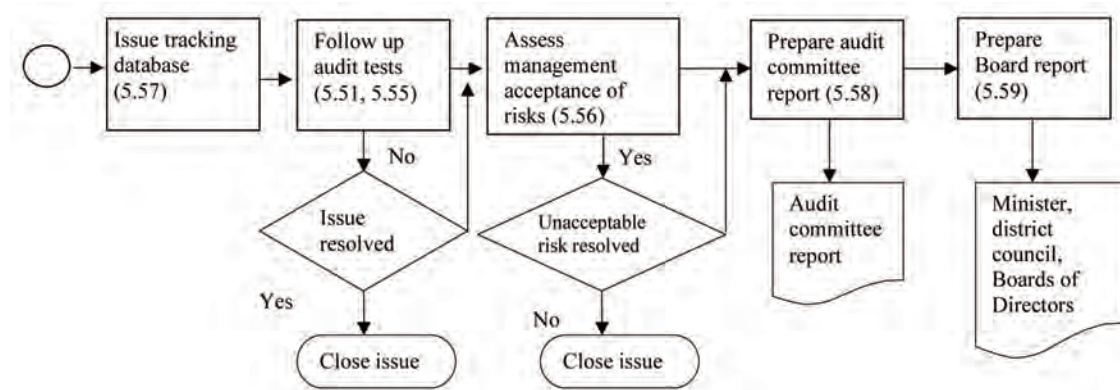 Issue tracking
database
(5.57)
Follow up
audit tests
(5.51, 5.55)
Assess
management
acceptance of
risks (5.56)
Prepare audit
committee
report (5.58)
Prepare
Board report
(5.59)
No
Issue
resolved
Yes
Close issue
Yes
Unacceptable
risk resolved
No
Close issue
Audit
committee
report
Minister,
district
council,
Boards of
Directors